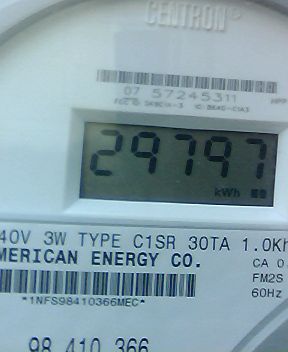 CENTRON®
07 57245311
29797
kWh
40V 3W TYPE C1SR 30TA 1.0Kh
MERICAN ENERGY CO.
CA 0.
FM2S
60Hz
*1NFS98410366MEC*
98 410 366